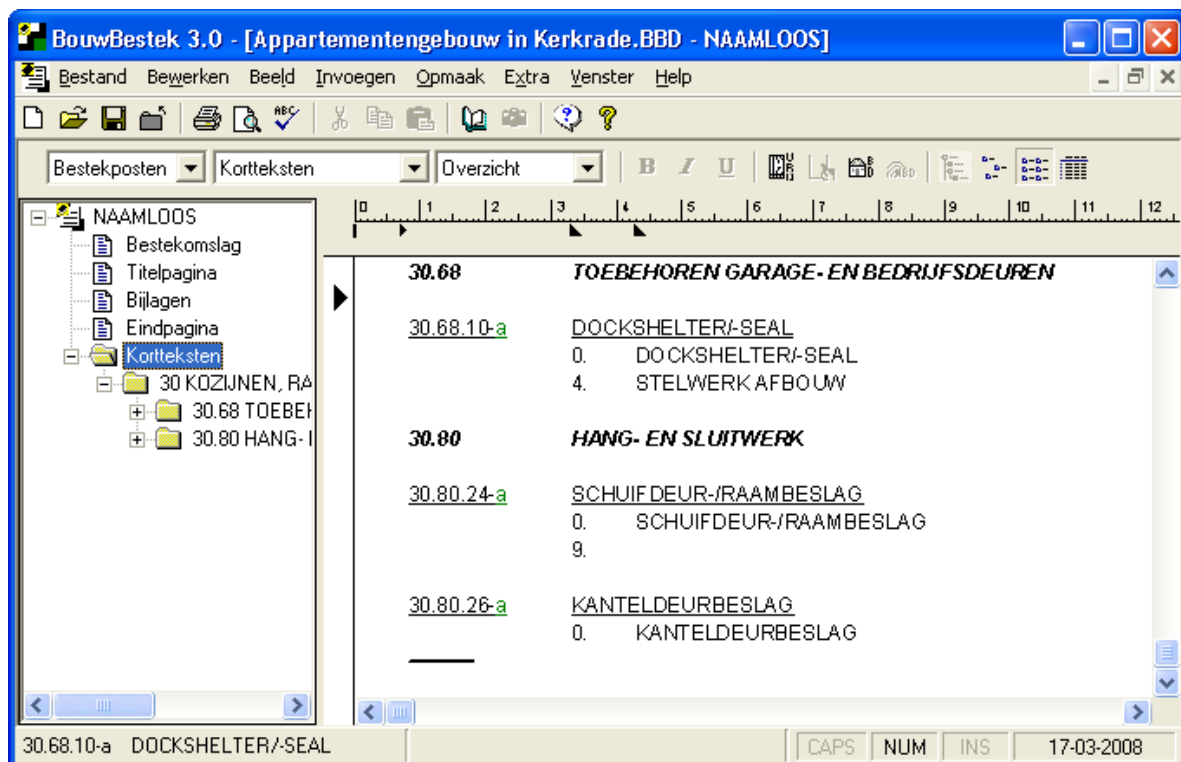 BouwBestek 3.0 - [Appartementengebouw in Kerkrade.BBD - NAAMLOOS]
Bestand Bewerken Beeld Invoegen Opmaak Extra Venster Help
ABC
Bestekposten Kortteksten Overzicht B I U
NAAMLOOS
Bestekomslag
Titelpagina
Bijlagen
Eindpagina
Kortteksten
30 KOZIJNEN, RA
30.68 TOEBEH
30.80 HANG- I
0 1 2 3 4 5 6 7 8 9 10 11 12
30.68 TOEBEHOREN GARAGE- EN BEDRIJFSDEUREN
30.68.10-a DOCKSHELTER/-SEAL
0. DOCKSHELTER/-SEAL
4. STELWERK AFBOUW
30.80 HANG- EN SLUITWERK
30.80.24-a SCHUIFDEUR-/RAAMBESLAG
0. SCHUIFDEUR-/RAAMBESLAG
9.
30.80.26-a KANTELDEURBESLAG
0. KANTELDEURBESLAG
30.68.10-a DOCKSHELTER/-SEAL CAPS NUM INS 17-03-2008